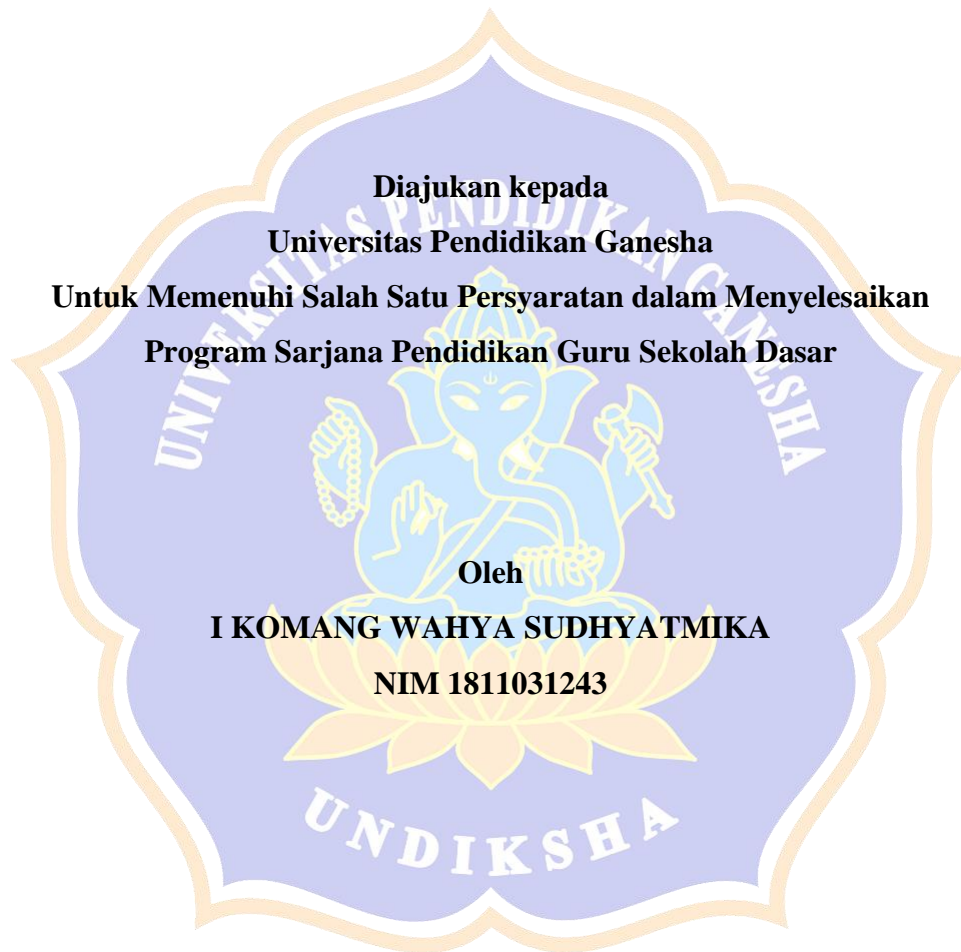 Diajukan kepada
Universitas Pendidikan Ganesha
Untuk Memenuhi Salah Satu Persyaratan dalam Menyelesaikan
Program Sarjana Pendidikan Guru Sekolah Dasar
UNIVERSITAS PENDIDIKAN GANESHA
Oleh
I KOMANG WAHYA SUDHYATMIKA
NIM 1811031243
UNDIKSHA